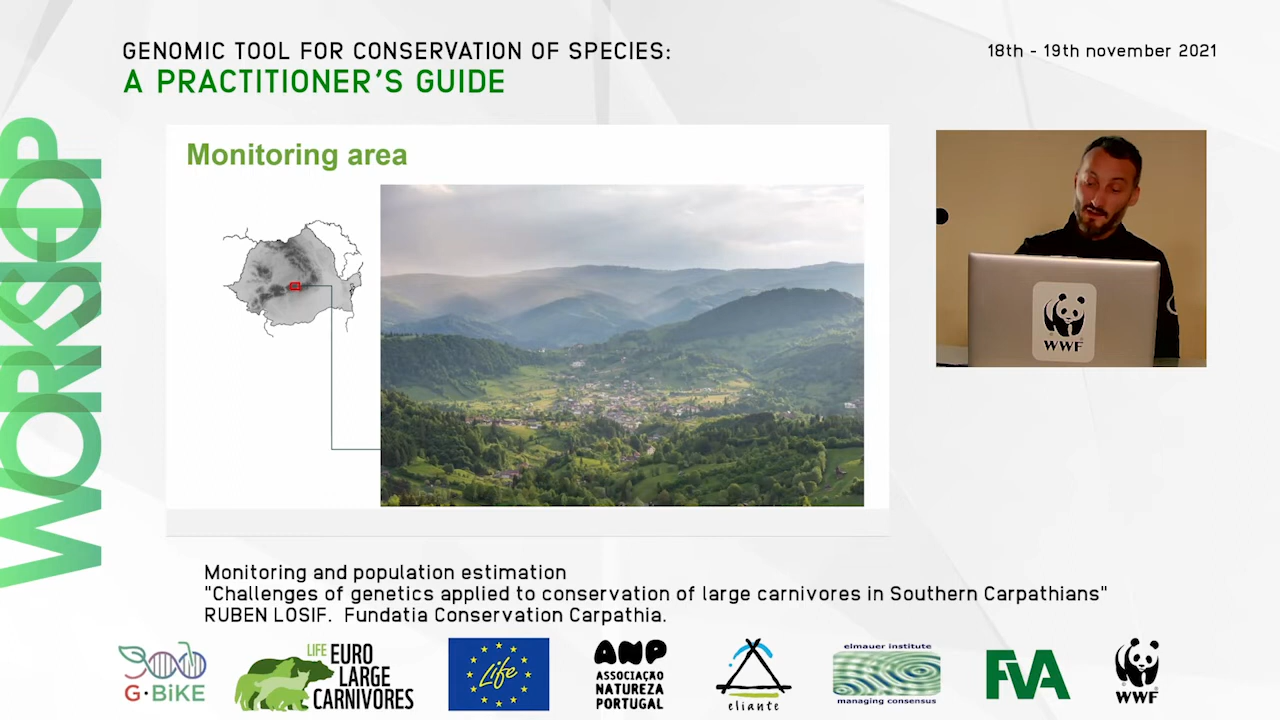 GENOMIC TOOL FOR CONSERVATION OF SPECIES:
A PRACTITIONER'S GUIDE
18th - 19th november 2021
WORKSHOP
Monitoring area
WWF
Monitoring and population estimation
"Challenges of genetics applied to conservation of large carnivores in Southern Carpathians"
RUBEN LOSIF. Fundatia Conservation Carpathia.
G·BiKE
LIFE EURO
LARGE
CARNIVORES
Life
ANP
ASSOCIAÇÃO
NATUREZA
PORTUGAL
eliante
elmauer institute
managing consensus
FVA
WWF